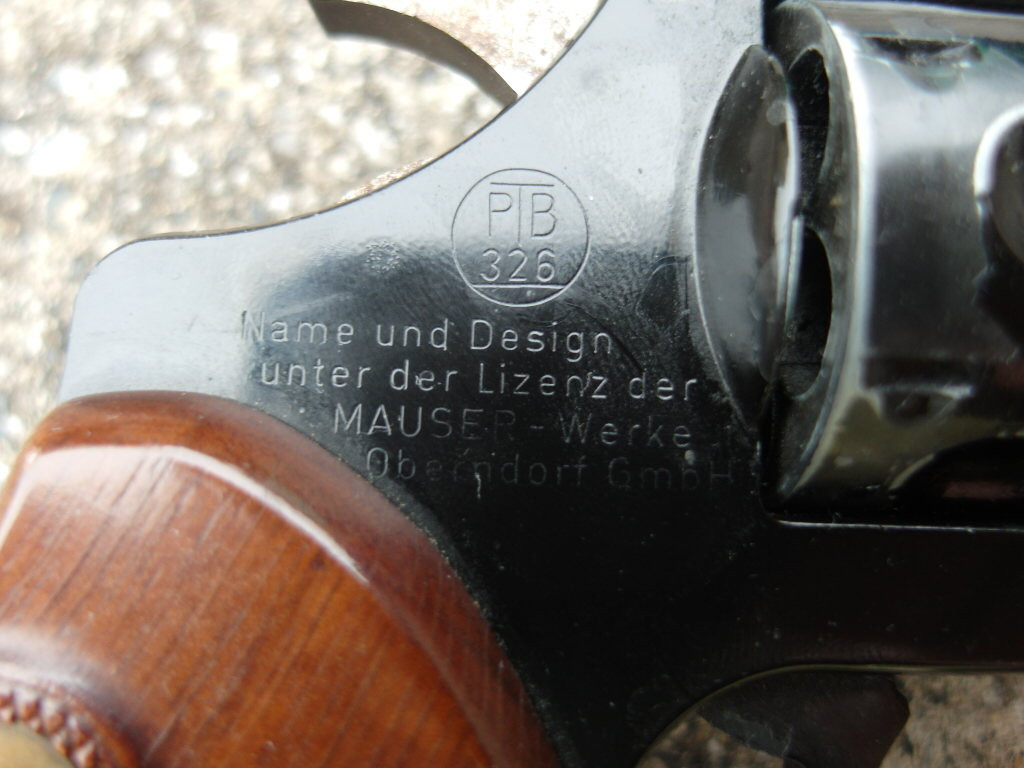 PTB
326
Name und Design
unter der Lizenz der
MAUSER-Werke
Oberndorf GmbH